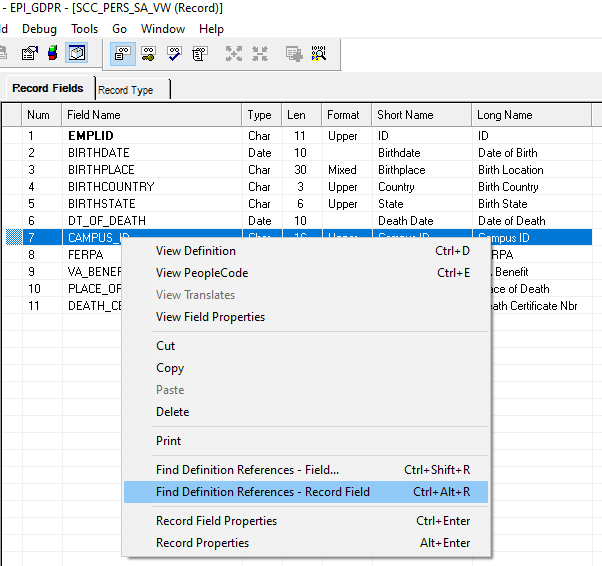 - EPI_GDPR - [SCC_PERS_SA_VW (Record)]
Debug Tools Go Window Help
Record Fields Record Type
Num Field Name Type Len Format Short Name Long Name
1 EMPLID Char 11 Upper ID ID
2 BIRTHDATE Date 10 Birthdate Date of Birth
3 BIRTHPLACE Char 30 Mixed Birthplace Birth Location
4 BIRTHCOUNTRY Char 3 Upper Country Birth Country
5 BIRTHSTATE Char 6 Upper State Birth State
6 DT_OF_DEATH Date 10 Death Date Date of Death
7 CAMPUS_ID Char 16 Upper Campus ID Campus ID
8 FERPA
9 VA_BENEF Benefit
10 PLACE_OF ace of Death
11 DEATH_CE eath Certificate Nbr
View Definition Ctrl+D
View PeopleCode Ctrl+E
View Translates
View Field Properties
Cut
Copy
Paste
Delete
Print
Find Definition References - Field... Ctrl+Shift+R
Find Definition References - Record Field Ctrl+Alt+R
Record Field Properties Ctrl+Enter
Record Properties Alt+Enter